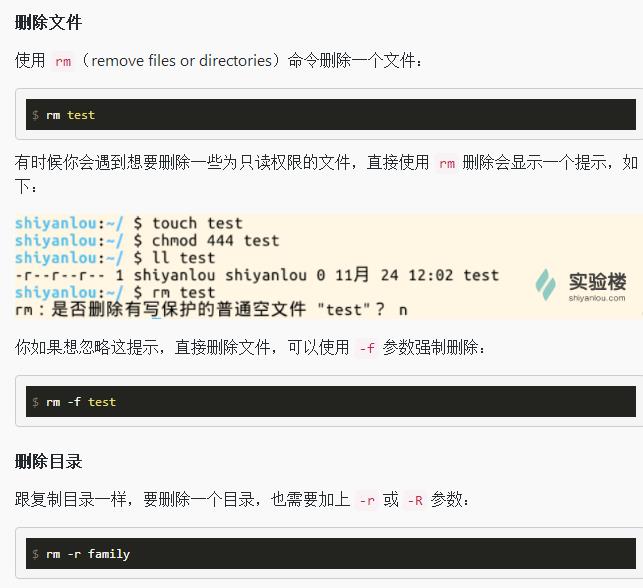 删除文件
使用 rm（remove files or directories）命令删除一个文件：
$ rm test
有时候你会遇到想要删除一些为只读权限的文件，直接使用 rm 删除会显示一个提示，如
下：
shiyanlou:~/ $ touch test
shiyanlou:~/ $ chmod 444 test
shiyanlou:~/ $ ll test
-r--r--r-- 1 shiyanlou shiyanlou 0 11月 24 12:02 test
shiyanlou:~/ $ rm test
rm：是否删除有写保护的普通空文件 "test"？ n
实验楼
shiyanlou.com
你如果想忽略这提示，直接删除文件，可以使用 -f 参数强制删除：
$ rm -f test
删除目录
跟复制目录一样，要删除一个目录，也需要加上 -r 或 -R 参数：
$ rm -r family